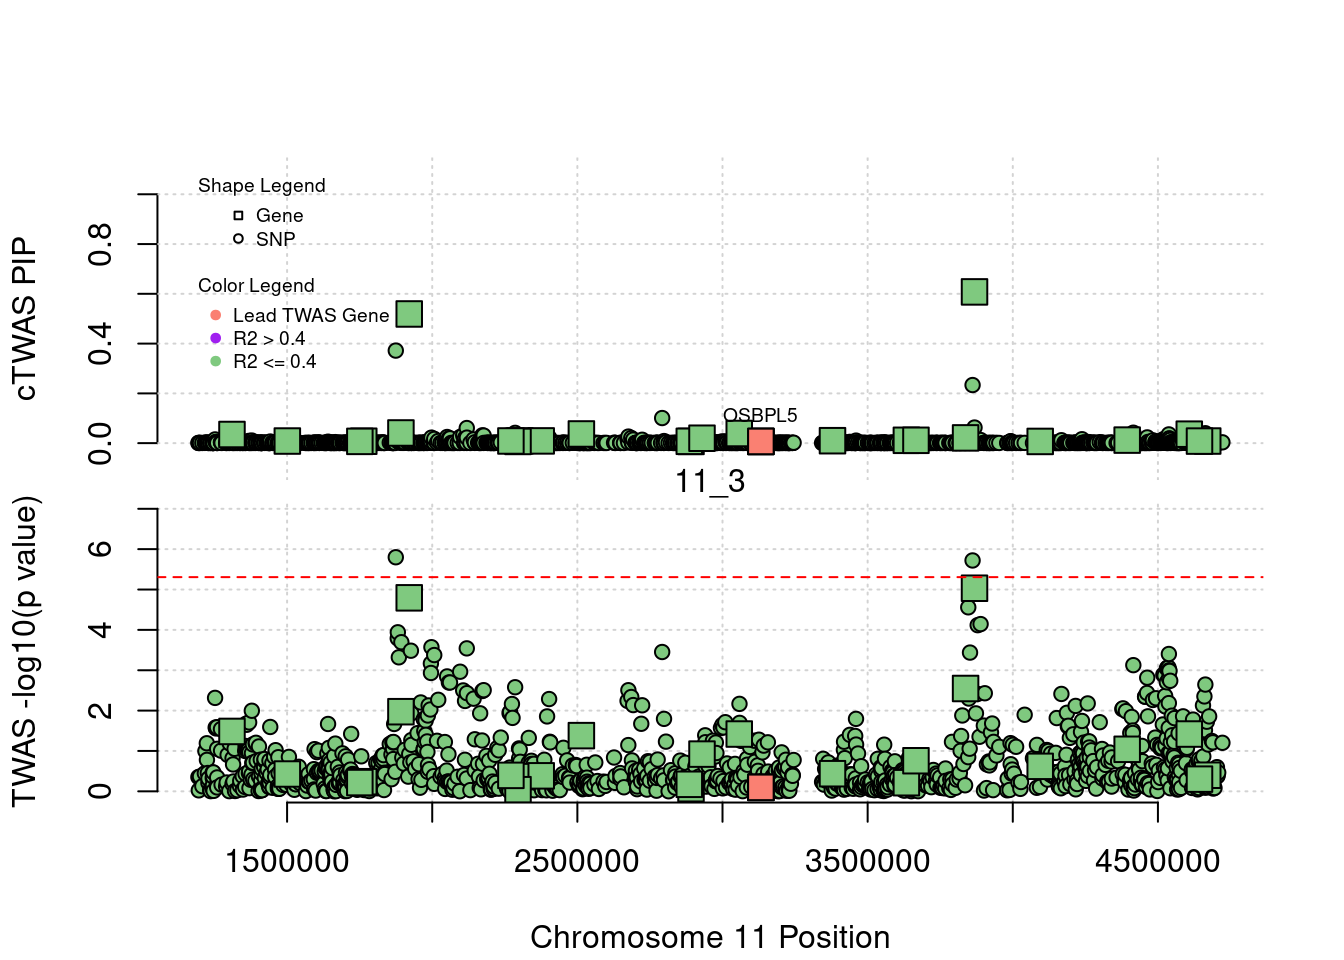 Shape Legend
Gene
SNP
Color Legend
Lead TWAS Gene
R2 > 0.4
R2 <= 0.4
cTWAS PIP
0.8
0.4
0.0
OSBPL5
11_3
TWAS -log10(p value)
6
4
2
0
1500000 2500000 3500000 4500000
Chromosome 11 Position